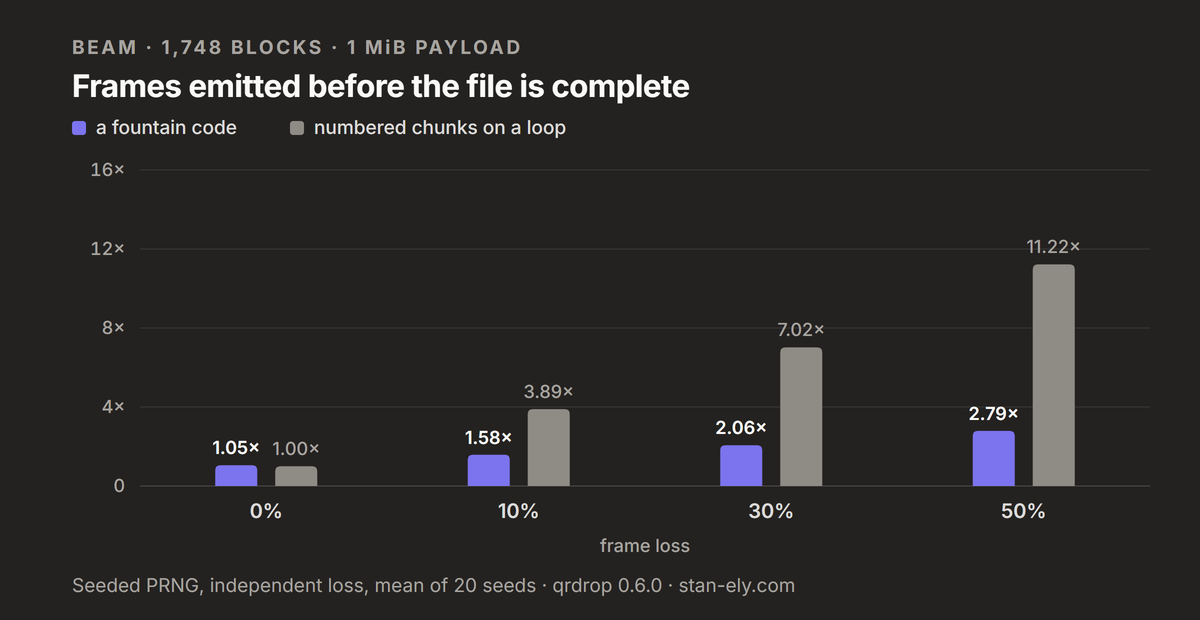 BEAM · 1,748 BLOCKS · 1 MiB PAYLOAD
Frames emitted before the file is complete
a fountain code numbered chunks on a loop
16×
12×
11.22×
8×
7.02×
4×
3.89×
2.79×
2.06×
1.58×
1.05× 1.00×
0
0% 10% 30% 50%
frame loss
Seeded PRNG, independent loss, mean of 20 seeds · qrdrop 0.6.0 · stan-ely.com